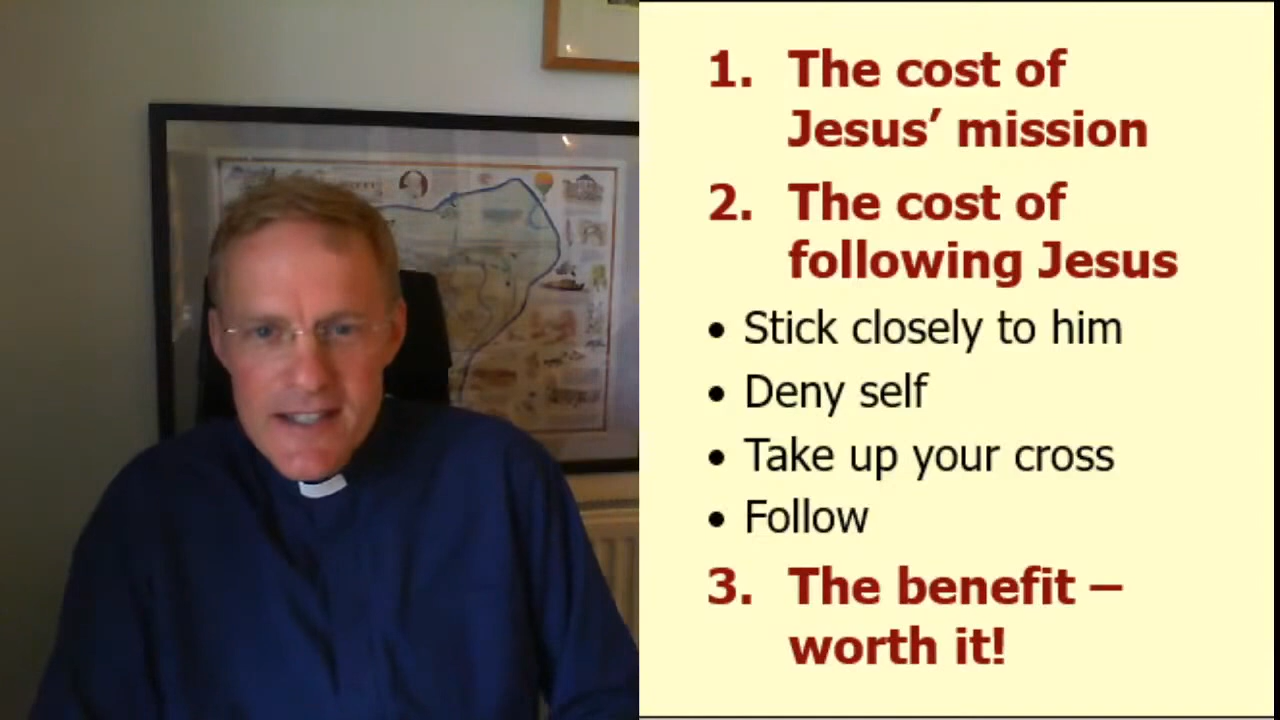 1. The cost of
Jesus’ mission
2. The cost of
following Jesus
• Stick closely to him
• Deny self
• Take up your cross
• Follow
3. The benefit –
worth it!